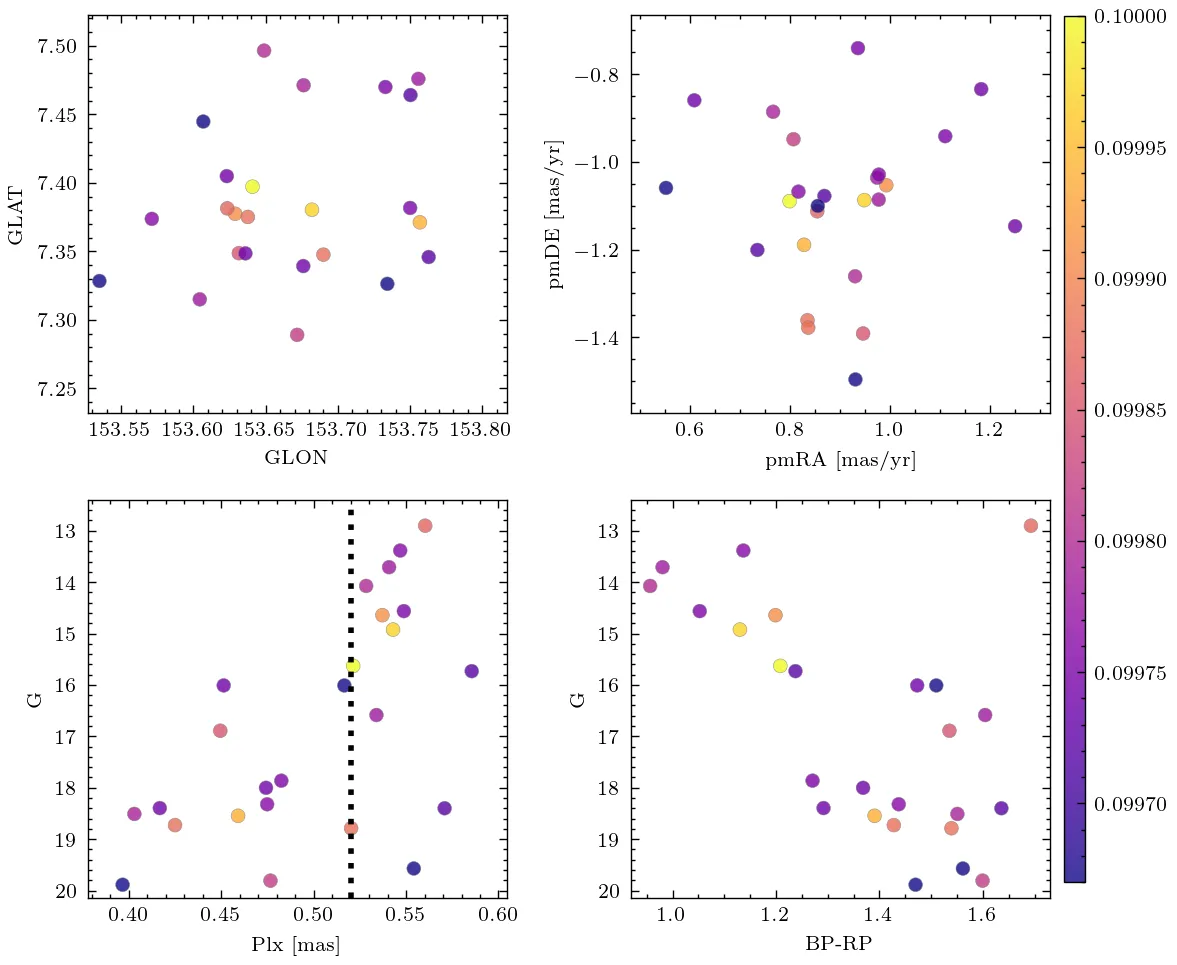 7.50
7.45
7.40
7.35
7.30
7.25
GLAT
153.55 153.60 153.65 153.70 153.75 153.80
GLON
−0.8
−1.0
−1.2
−1.4
pmDE [mas/yr]
0.6 0.8 1.0 1.2
pmRA [mas/yr]
13
14
15
16
17
18
19
20
G
0.40 0.45 0.50 0.55 0.60
Plx [mas]
13
14
15
16
17
18
19
20
G
1.0 1.2 1.4 1.6
BP-RP
0.10000
0.09995
0.09990
0.09985
0.09980
0.09975
0.09970